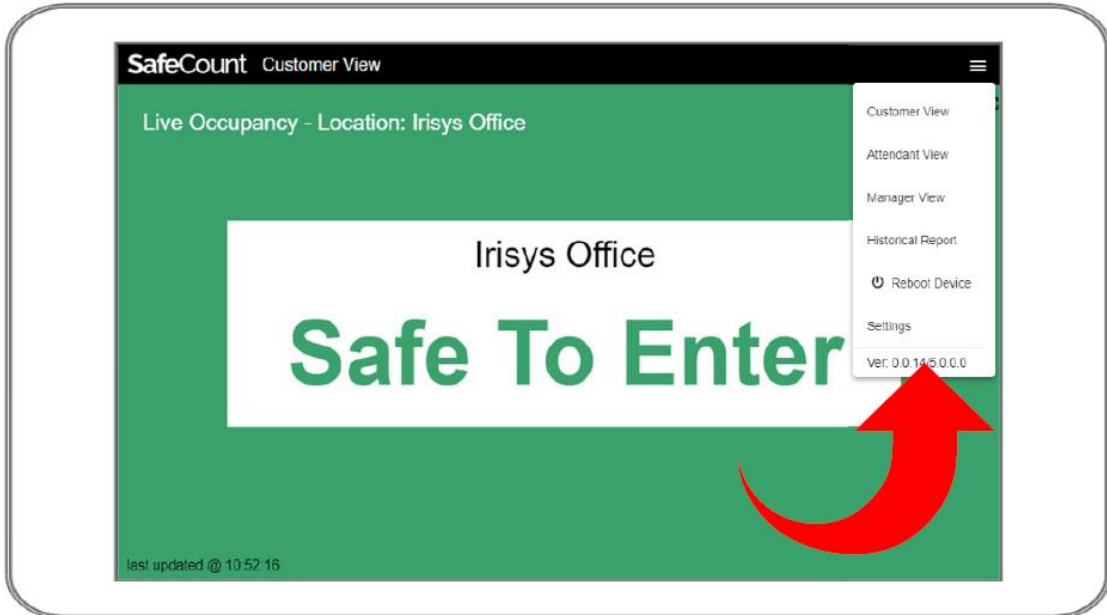 SafeCount Customer View
Live Occupancy - Location: Irisys Office
Customer View
Attendant View
Manager View
Historical Report
Reboot Device
Settings
Ver: 0.0.14/5.0.0.0
Irisys Office
Safe To Enter
last updated @ 10:52:16